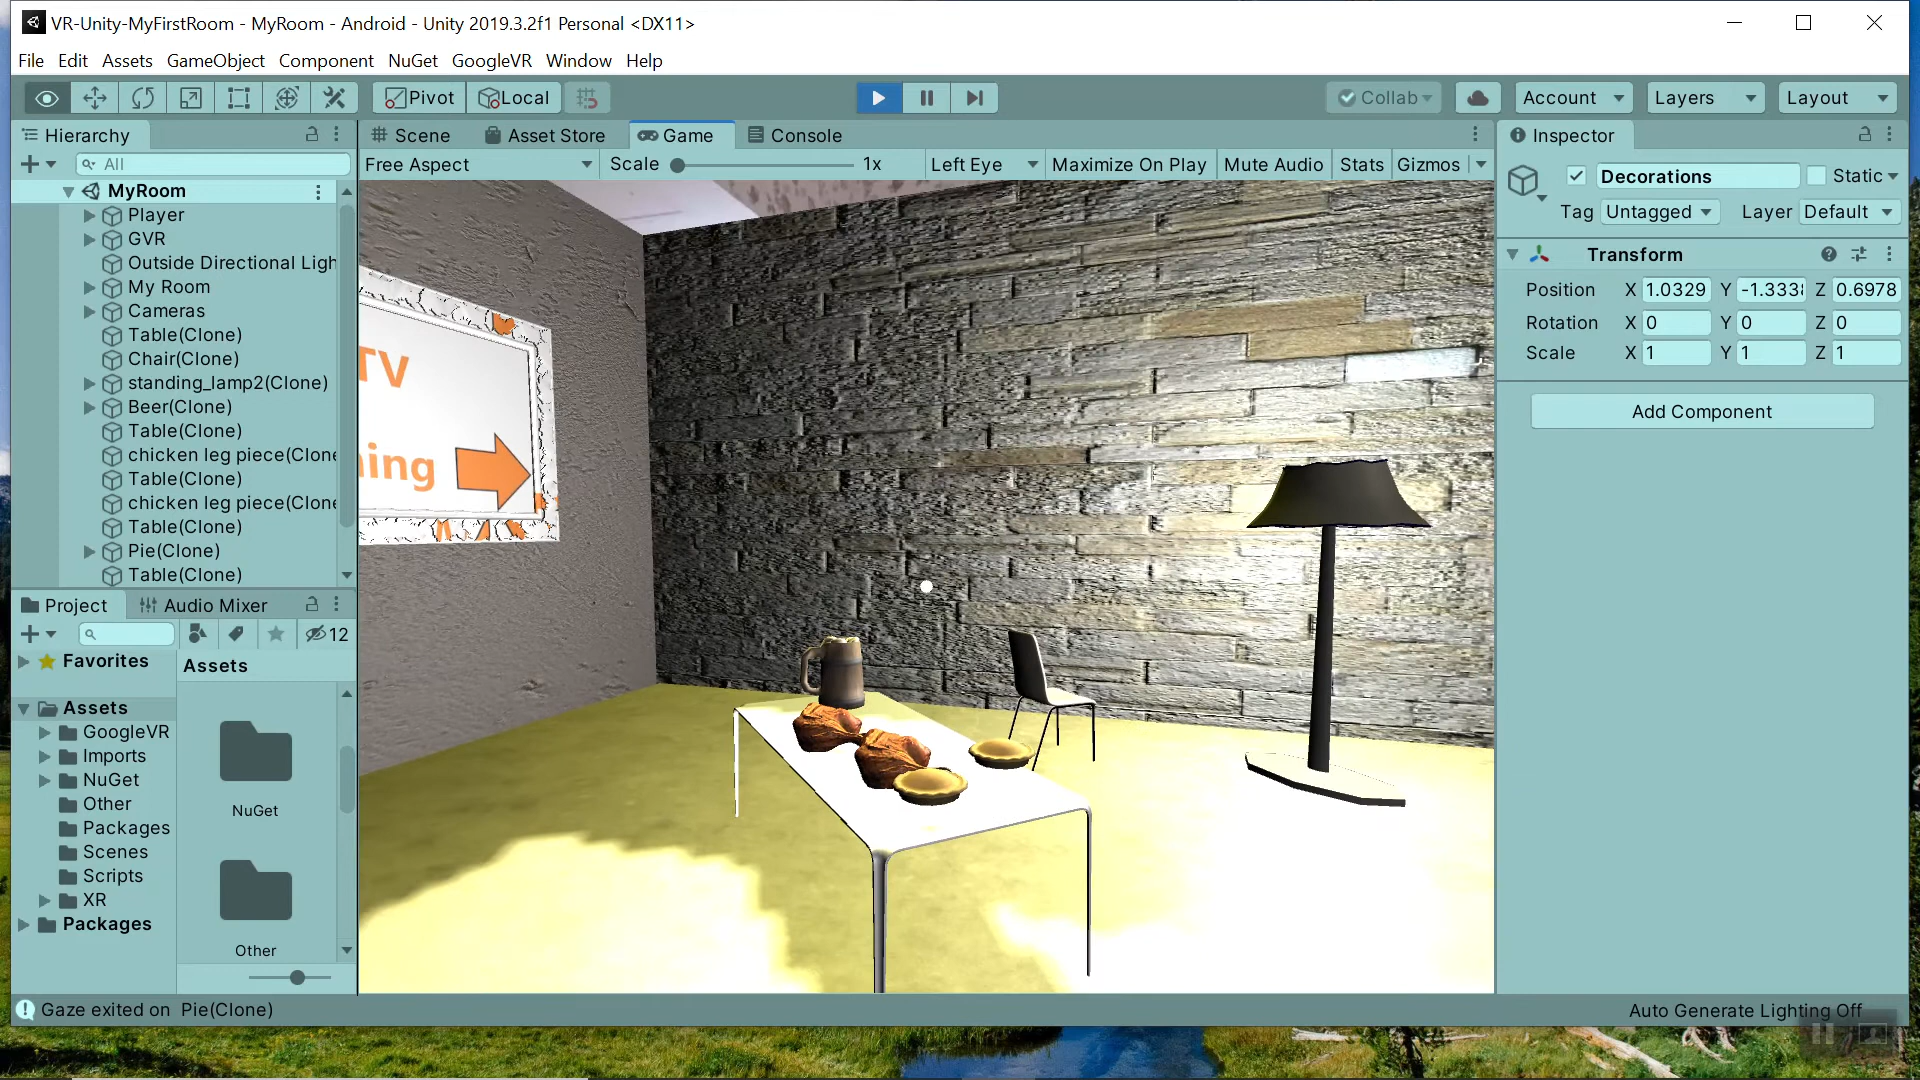 VR-Unity-MyFirstRoom - MyRoom - Android - Unity 2019.3.2f1 Personal <DX11>
File Edit Assets GameObject Component NuGet GoogleVR Window Help
Pivot Local Collab Account Layers Layout
Hierarchy
All
MyRoom
Player
GVR
Outside Directional Ligh
My Room
Cameras
Table(Clone)
Chair(Clone)
standing_lamp2(Clone)
Beer(Clone)
Table(Clone)
chicken leg piece(Clone
Table(Clone)
chicken leg piece(Clone
Table(Clone)
Pie(Clone)
Table(Clone)
Project Audio Mixer
12
Favorites
Assets
GoogleVR
Imports
NuGet
Other
Packages
Scenes
Scripts
XR
Packages
Assets
NuGet
Other
Scene Asset Store Game Console
Free Aspect Scale 1x Left Eye Maximize On Play Mute Audio Stats Gizmos
TV
ning
Inspector
Decorations Static
Tag Untagged Layer Default
Transform
Position X 1.0329 Y -1.333 Z 0.6978
Rotation X 0 Y 0 Z 0
Scale X 1 Y 1 Z 1
Add Component
Gaze exited on Pie(Clone)
Auto Generate Lighting Off